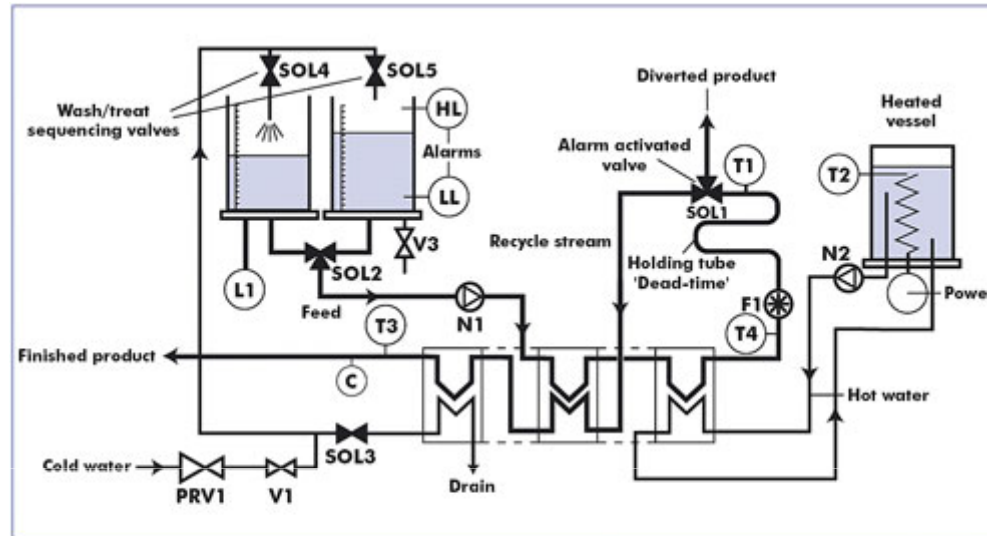 SOL4
SOL5
Wash/treat
sequencing valves
HL
Alarms
LL
L1
SOL2
V3
Feed
N1
T3
Finished product
C
Cold water
PRV1
V1
SOL3
Drain
Diverted product
Alarm activated
valve
T1
SOL1
Recycle stream
Holding tube
'Dead-time'
F1
T4
Heated
vessel
T2
N2
Powe
Hot water